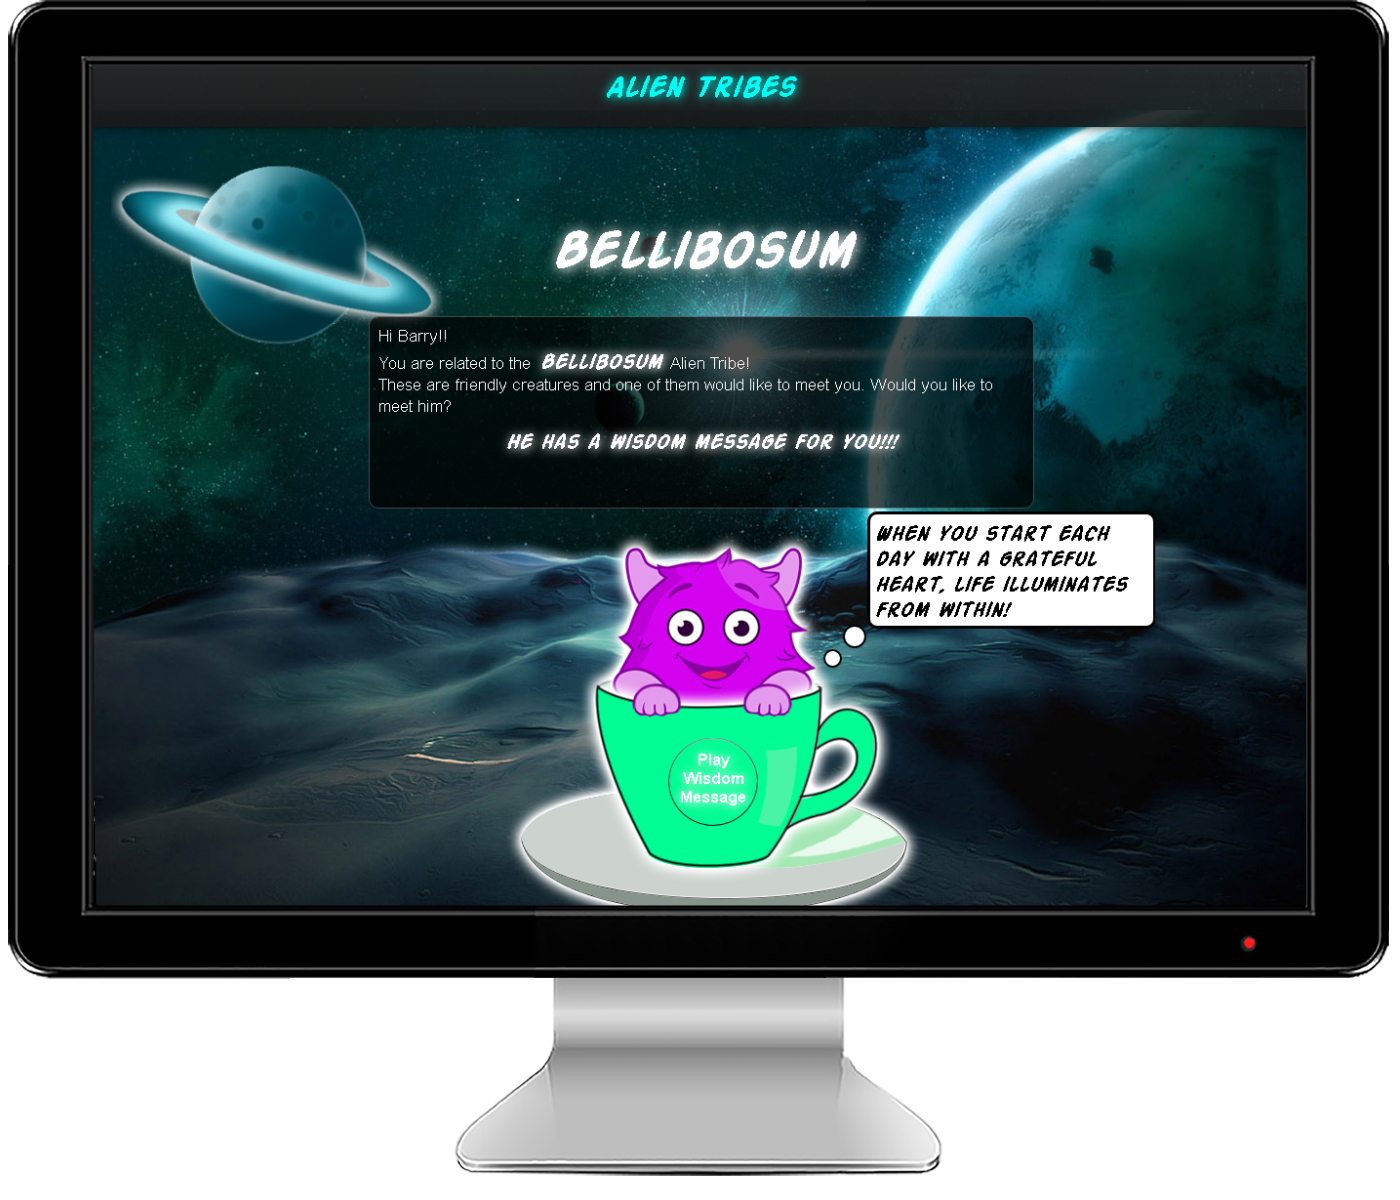 ALIEN TRIBES
BELLIBOSUM
Hi Barry!!
You are related to the BELLIBOSUM Alien Tribe!
These are friendly creatures and one of them would like to meet you. Would you like to
meet him?
HE HAS A WISDOM MESSAGE FOR YOU!!!
WHEN YOU START EACH
DAY WITH A GRATEFUL
HEART, LIFE ILLUMINATES
FROM WITHIN!
Play
Wisdom
Message